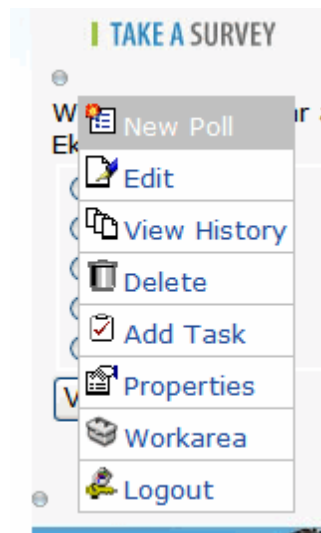 TAKE A SURVEY
New Poll
Edit
View History
Delete
Add Task
Properties
Workarea
Logout